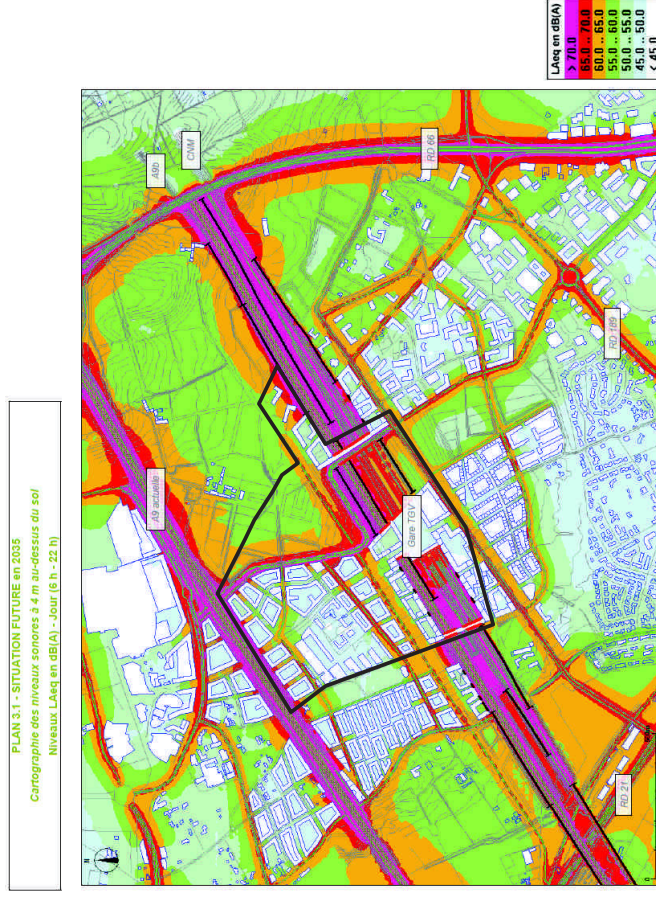 PLAN 3.1 - SITUATION FUTURE en 2035
Cartographie des niveaux sonores à 4 m au-dessus du sol
Niveaux LAeq en dB(A) - Jour (6 h - 22 h)
LAeq en dB(A)
> 70.0
65.0 .. 70.0
60.0 .. 65.0
55.0 .. 60.0
50.0 .. 55.0
45.0 .. 50.0
< 45.0
A9b
CNM
RD 66
A9 actuelle
Gare TGV
RD 189
RD 21